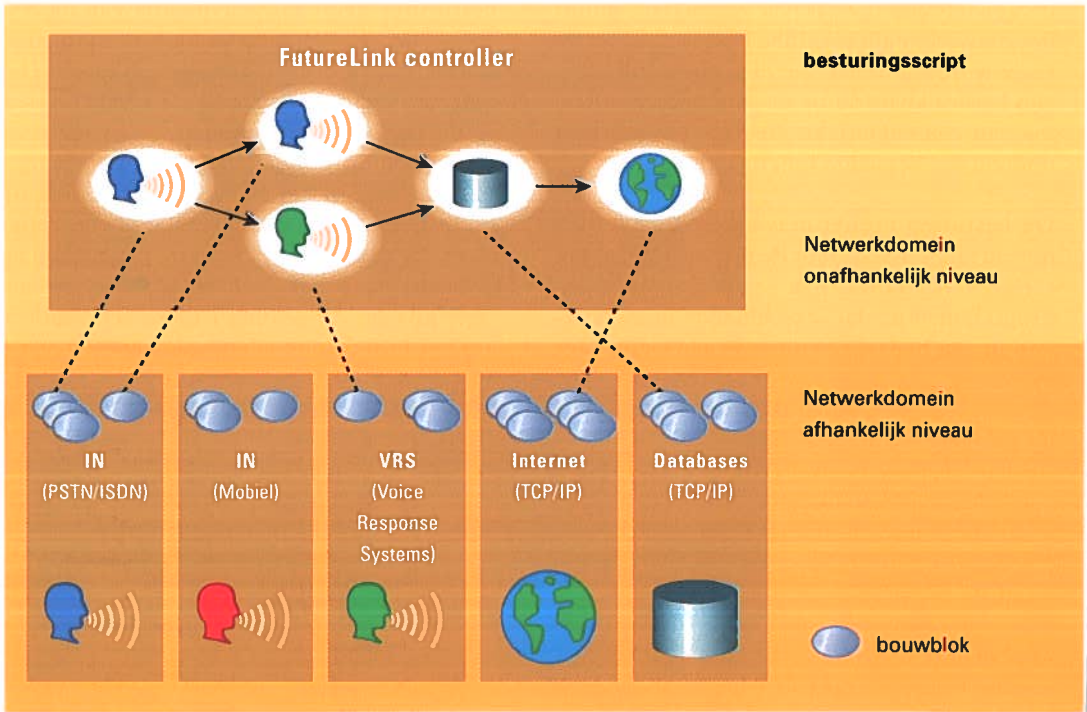 FutureLink controller
besturingsscript
Netwerkdomein
onafhankelijk niveau
Netwerkdomein
afhankelijk niveau
IN
(PSTN/ISDN)
IN
(Mobiel)
VRS
(Voice
Response
Systems)
Internet
(TCP/IP)
Databases
(TCP/IP)
bouwblok